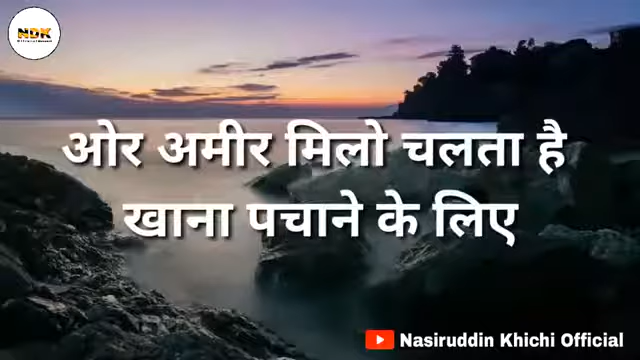 NDK
ओर अमीर मिलो चलता है
खाना पचाने के लिए
Nasiruddin Khichi Official